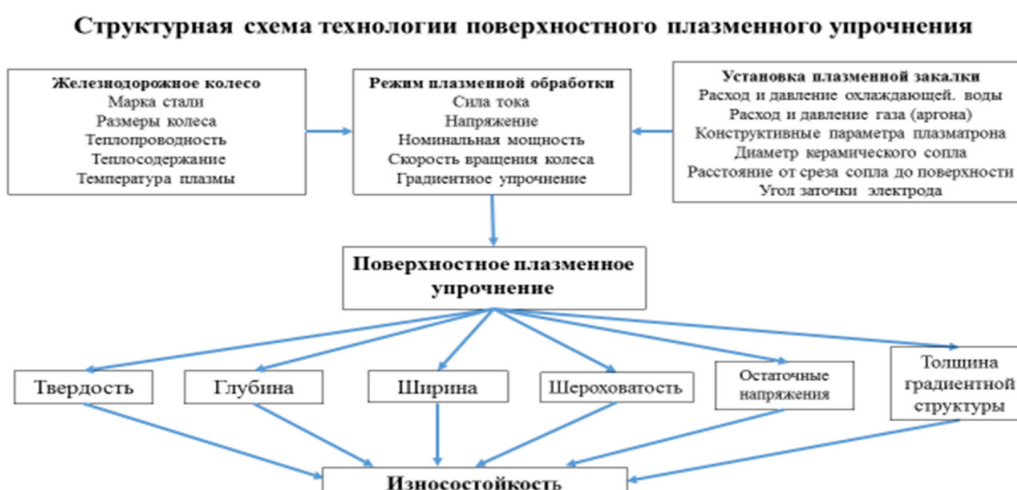 Структурная схема технологии поверхностного плазменного упрочнения
Железнодорожное колесо
Марка стали
Размеры колеса
Теплопроводность
Теплосодержание
Температура плазмы
Режим плазменной обработки
Сила тока
Напряжение
Номинальная мощность
Скорость вращения колеса
Градиентное упрочнение
Установка плазменной закалки
Расход и давление охлаждающей. воды
Расход и давление газа (аргона)
Конструктивные параметра плазматрона
Диаметр керамического сопла
Расстояние от среза сопла до поверхности
Угол заточки электрода
Поверхностное плазменное
упрочнение
Твердость
Глубина
Ширина
Шероховатость
Остаточные
напряжения
Толщина
градиентной
структуры
Износостойкость